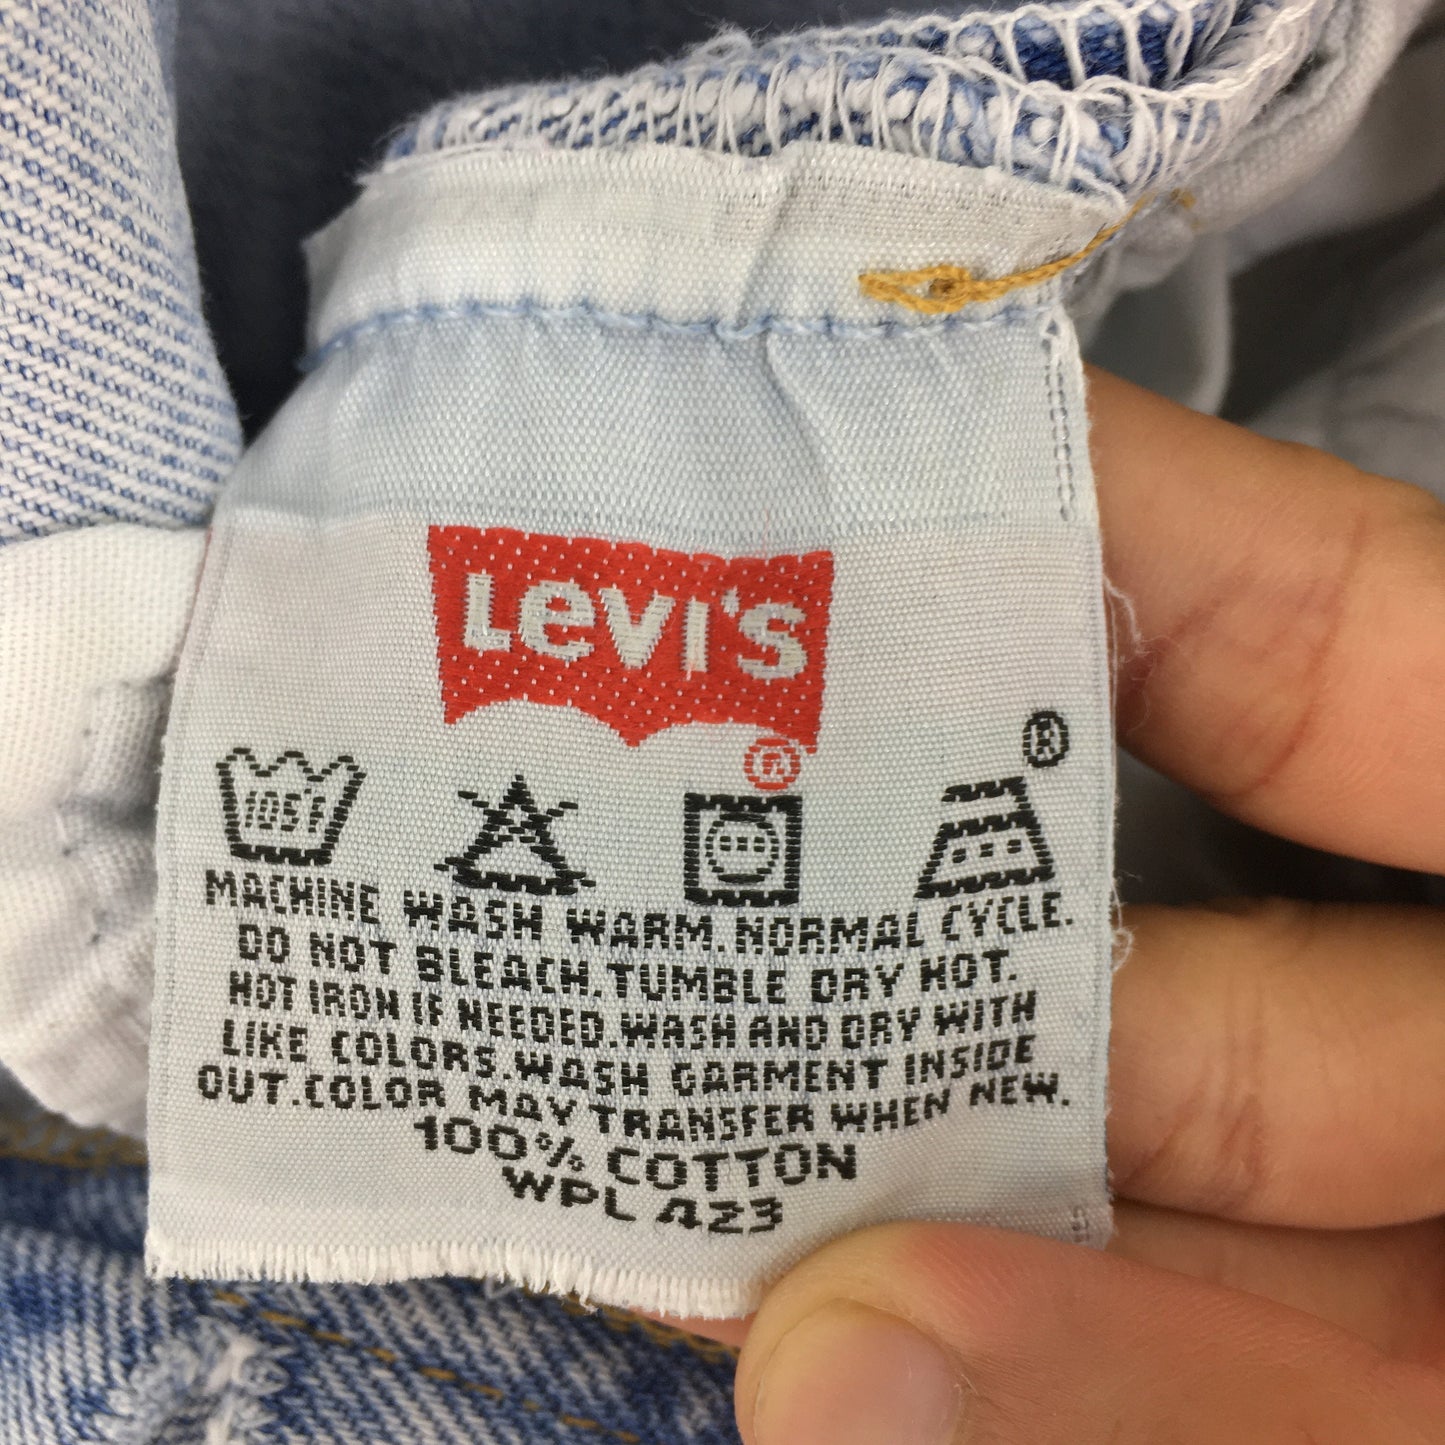 LEVI'S
®
®
105°F
MACHINE WASH WARM. NORMAL CYCLE.
DO NOT BLEACH. TUMBLE DRY HOT.
HOT IRON IF NEEDED. WASH AND DRY WITH
LIKE COLORS. WASH GARMENT INSIDE
OUT. COLOR MAY TRANSFER WHEN NEW.
100% COTTON
WPL 423